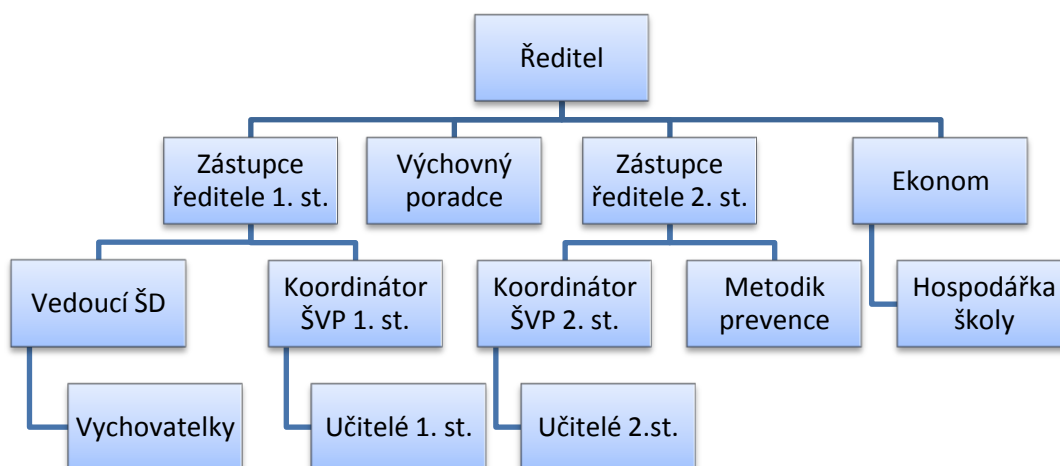 Ředitel
Zástupce
ředitele 1. st.
Výchovný
poradce
Zástupce
ředitele 2. st.
Ekonom
Vedoucí ŠD
Koordinátor
ŠVP 1. st.
Koordinátor
ŠVP 2. st.
Metodik
prevence
Hospodářka
školy
Vychovatelky
Učitelé 1. st.
Učitelé 2.st.